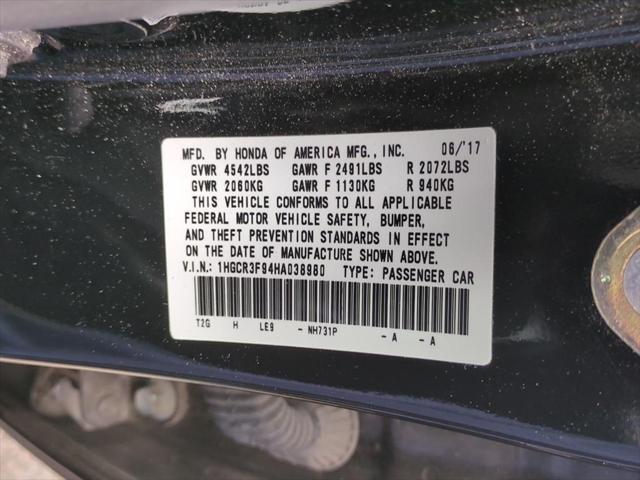 MFD. BY HONDA OF AMERICA MFG., INC. 06/'17
GVWR 4542LBS GAWR F 2491LBS R 2072LBS
GVWR 2060KG GAWR F 1130KG R 940KG
THIS VEHICLE CONFORMS TO ALL APPLICABLE
FEDERAL MOTOR VEHICLE SAFETY, BUMPER,
AND THEFT PREVENTION STANDARDS IN EFFECT
ON THE DATE OF MANUFACTURE SHOWN ABOVE.
V.I.N.: 1HGCR3F94HA038980 TYPE: PASSENGER CAR
T2G H LE9 - NH731P - A - A